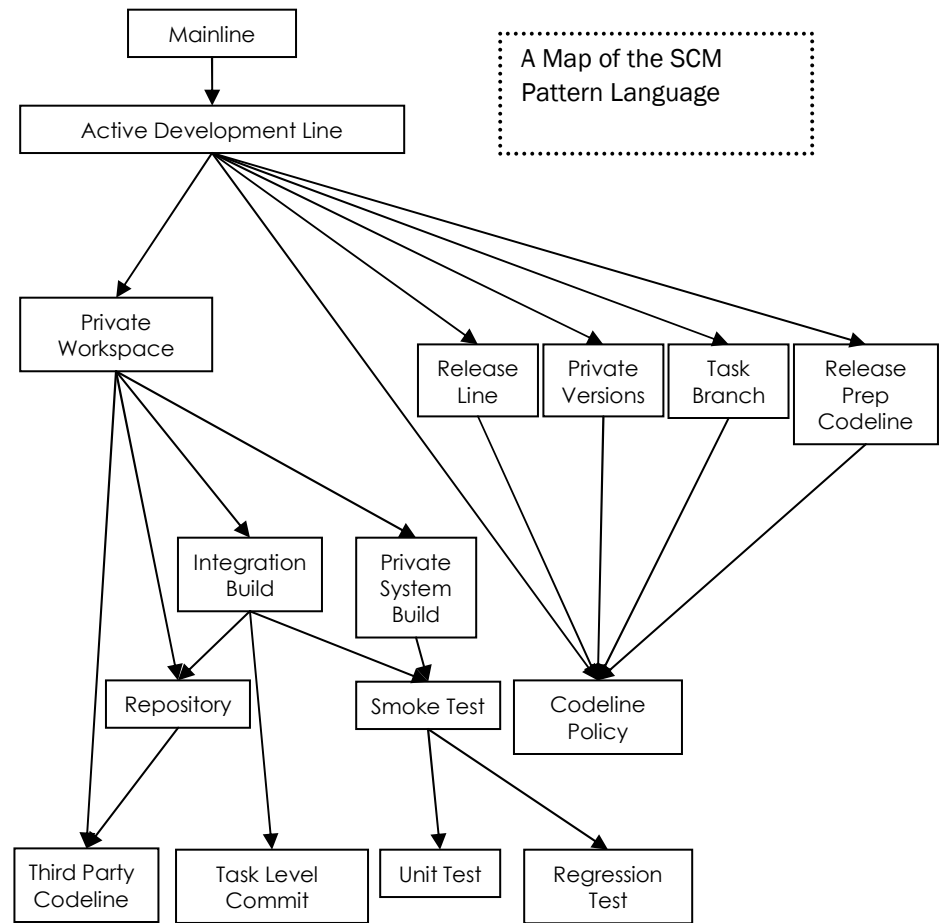 Mainline
A Map of the SCM
Pattern Language
Active Development Line
Private
Workspace
Release
Line
Private
Versions
Task
Branch
Release
Prep
Codeline
Integration
Build
Private
System
Build
Repository
Smoke Test
Codeline
Policy
Third Party
Codeline
Task Level
Commit
Unit Test
Regression
Test